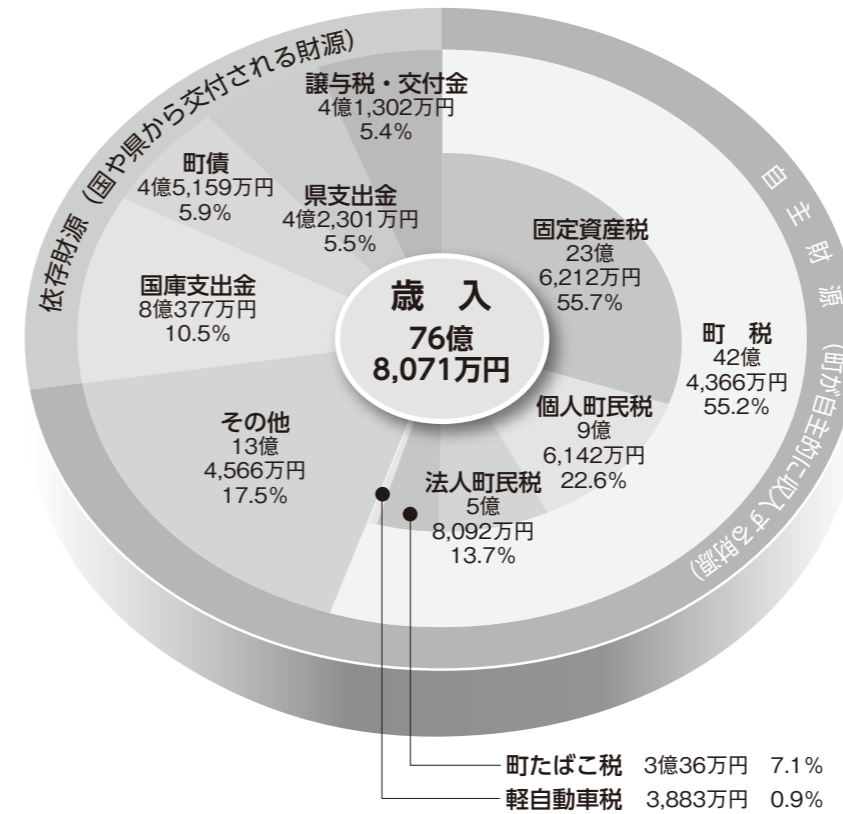 依存財源（国や県から交付される財源）
自主財源（町が自主的に収入する財源）
歳　入
76億
8,071万円
町　税
42億
4,366万円
55.2%
固定資産税
23億
6,212万円
55.7%
個人町民税
9億
6,142万円
22.6%
法人町民税
5億
8,092万円
13.7%
町たばこ税　3億36万円　7.1%
軽自動車税　3,883万円　0.9%
その他
13億
4,566万円
17.5%
国庫支出金
8億377万円
10.5%
町債
4億5,159万円
5.9%
県支出金
4億2,301万円
5.5%
譲与税・交付金
4億1,302万円
5.4%